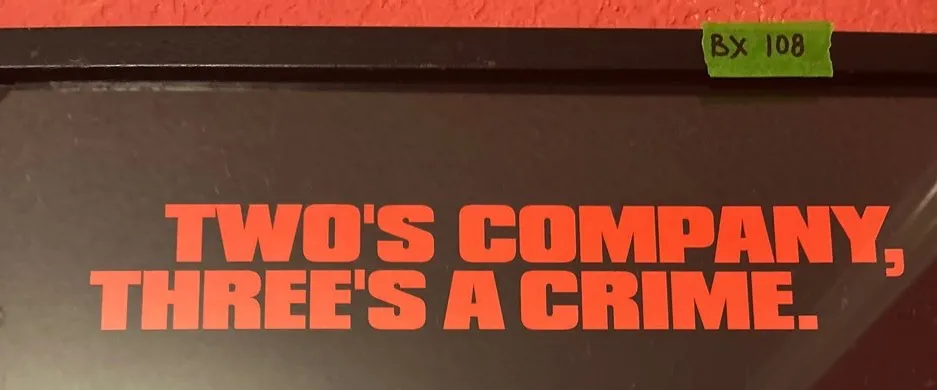 BX 108
TWO'S COMPANY,
THREE'S A CRIME.